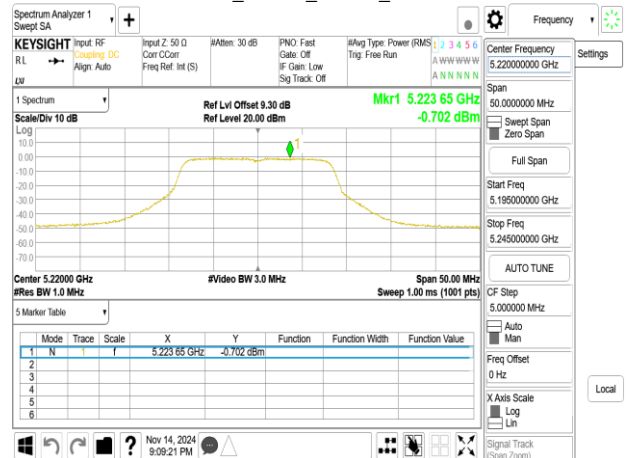 Spectrum Analyzer 1
Swept SA
Frequency
KEYSIGHT
RL
Input: RF
Coupling: DC
Align: Auto
Input Z: 50 Ω
Corr CCorr
Freq Ref: Int (S)
#Atten: 30 dB
PNO: Fast
Gate: Off
IF Gain: Low
Sig Track: Off
#Avg Type: Power (RMS
Trig: Free Run
1 2 3 4 5 6
A W W W W W
A N N N N N
Center Frequency
5.220000000 GHz
Settings
Span
50.0000000 MHz
Swept Span
Zero Span
Full Span
Start Freq
5.195000000 GHz
Stop Freq
5.245000000 GHz
AUTO TUNE
CF Step
5.000000 MHz
Auto
Man
Freq Offset
0 Hz
X Axis Scale
Log
Lin
Local
Signal Track
(Span Zoom)
1 Spectrum
Scale/Div 10 dB
Ref Lvl Offset 9.30 dB
Ref Level 20.00 dBm
Mkr1 5.223 65 GHz
-0.702 dBm
Log
10.0
0.00
-10.0
-20.0
-30.0
-40.0
-50.0
-60.0
-70.0
1
Center 5.22000 GHz
#Res BW 1.0 MHz
#Video BW 3.0 MHz
Span 50.00 MHz
Sweep 1.00 ms (1001 pts)
5 Marker Table
Mode Trace Scale X Y Function Function Width Function Value
1 N 1 f 5.223 65 GHz -0.702 dBm
2
3
4
5
6
?
Nov 14, 2024
9:09:21 PM